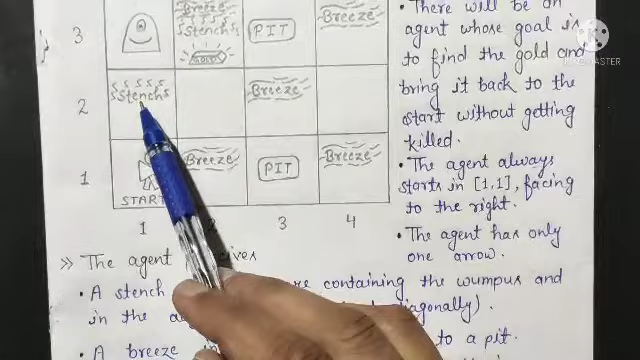 3
Breeze
Stench
PIT
Breeze
2
Stench
Breeze
1
Breeze
PIT
Breeze
START
1
3
4
• There will be an
agent whose goal is
to find the gold and
bring it back to the
start without getting
killed.
• The agent always
starts in [1,1], facing
to the right.
• The agent has only
one arrow.
>> The agent
• A stench
containing the wumpus and
in the
diagonally).
• A breeze in
to a pit.